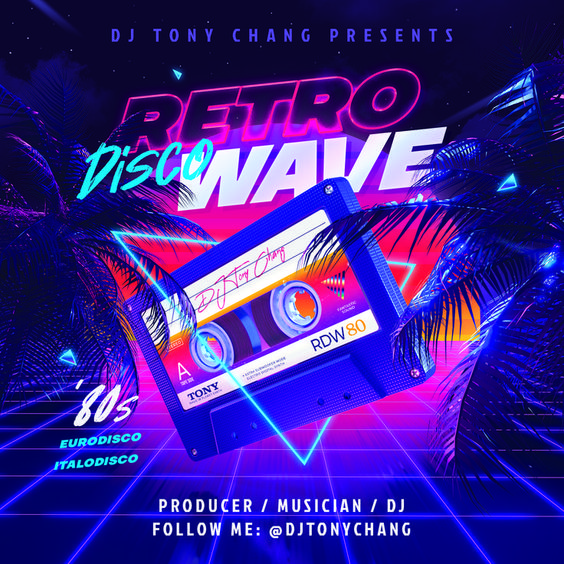 DJ TONY CHANG PRESENTS
RETRO
DiSCO
WAVE
DJ Tony Chang
A
RDW 80
TONY
'80s
EURODISCO
ITALODISCO
PRODUCER / MUSICIAN / DJ
FOLLOW ME: @DJTONYCHANG